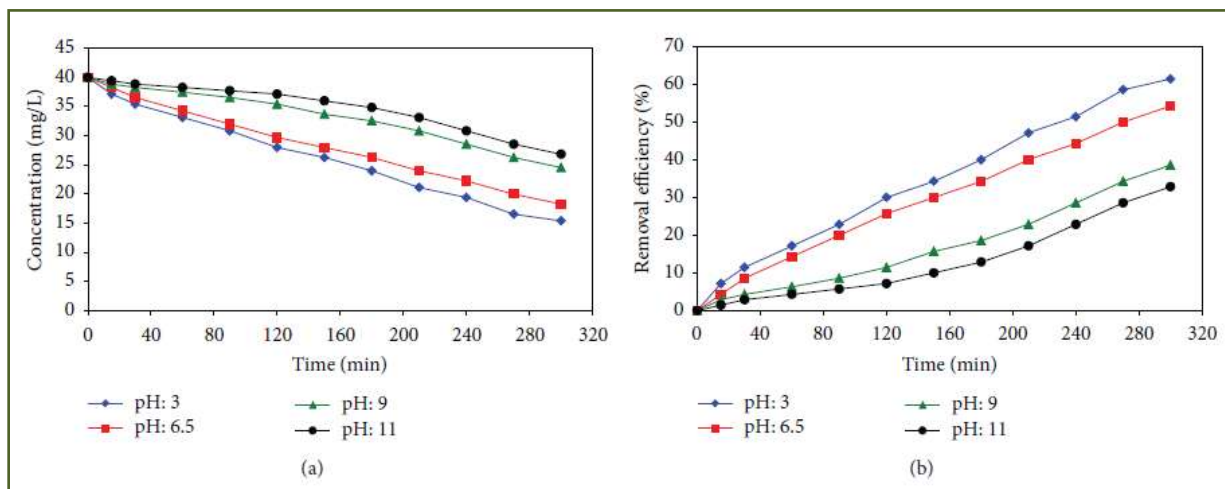 45
40
35
30
25
20
15
10
5
0
Concentration (mg/L)
0 40 80 120 160 200 240 280 320
Time (min)
pH: 3
pH: 6.5
pH: 9
pH: 11
(a)
70
60
50
40
30
20
10
0
Removal efficiency (%)
0 40 80 120 160 200 240 280 320
Time (min)
pH: 3
pH: 6.5
pH: 9
pH: 11
(b)